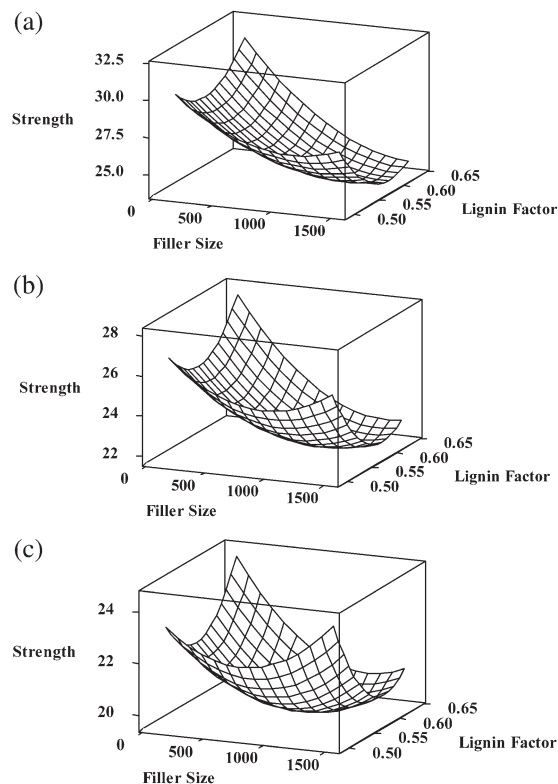 (a)
32.5
30.0
Strength
27.5
25.0
0
500
1000
1500
Filler Size
0.50
0.55
0.60
0.65
Lignin Factor
(b)
28
26
Strength
24
22
0
500
1000
1500
Filler Size
0.50
0.55
0.60
0.65
Lignin Factor
(c)
24
22
Strength
20
0
500
1000
1500
Filler Size
0.50
0.55
0.60
0.65
Lignin Factor